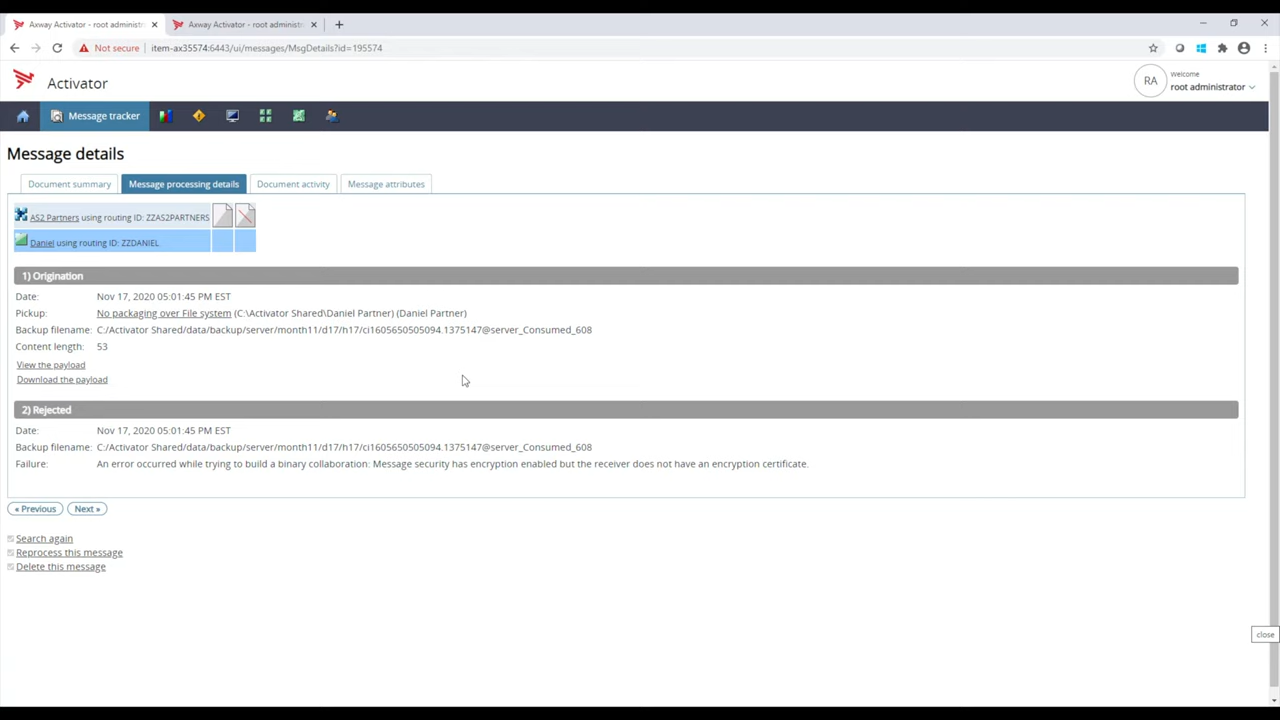 Axway Activator - root administra
Axway Activator - root administra
Not secure
item-ax35574:6443/ui/messages/MsgDetails?id=195574
Activator
RA
Welcome
root administrator
Message tracker
Message details
Document summary
Message processing details
Document activity
Message attributes
AS2 Partners using routing ID: ZZAS2PARTNERS
Daniel using routing ID: ZZDANIEL
1) Origination
Date: Nov 17, 2020 05:01:45 PM EST
Pickup: No packaging over File system (C:\Activator Shared\Daniel Partner) (Daniel Partner)
Backup filename: C:/Activator Shared/data/backup/server/month11/d17/h17/ci1605650505094.1375147@server_Consumed_608
Content length: 53
View the payload
Download the payload
2) Rejected
Date: Nov 17, 2020 05:01:45 PM EST
Backup filename: C:/Activator Shared/data/backup/server/month11/d17/h17/ci1605650505094.1375147@server_Consumed_608
Failure: An error occurred while trying to build a binary collaboration: Message security has encryption enabled but the receiver does not have an encryption certificate.
« Previous
Next »
Search again
Reprocess this message
Delete this message
close